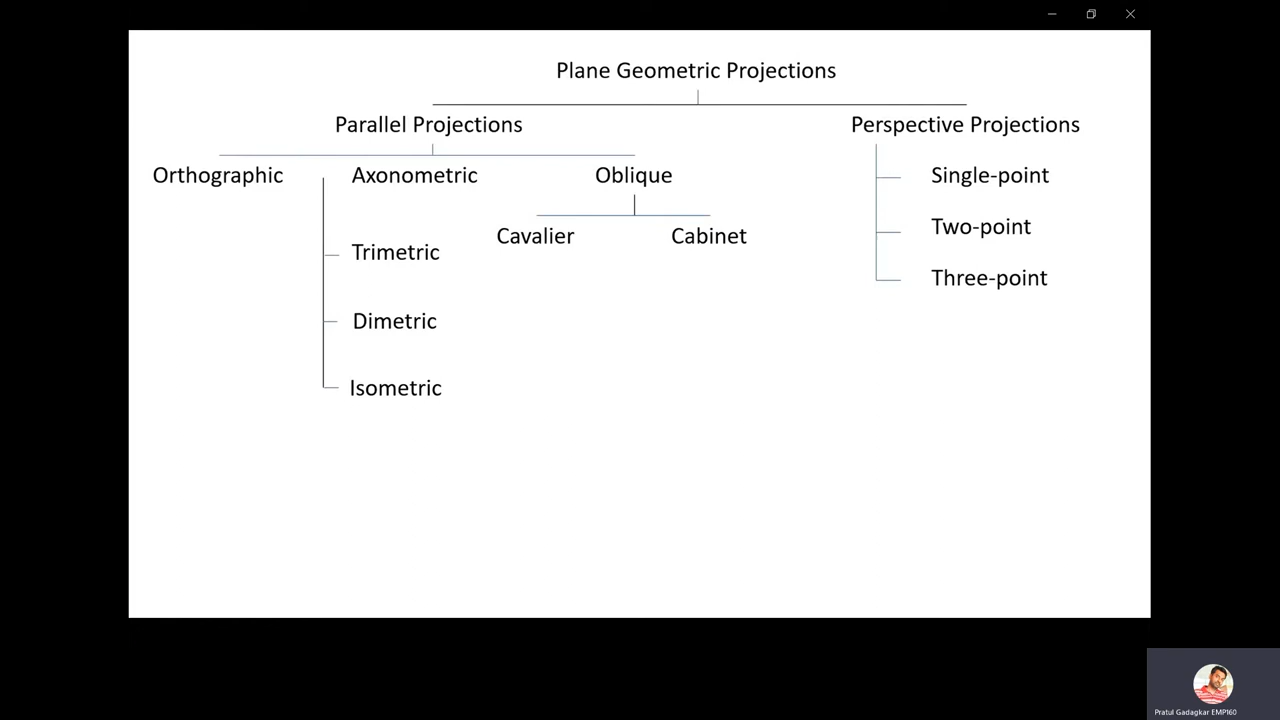 Plane Geometric Projections
Parallel Projections
Perspective Projections
Orthographic
Axonometric
Oblique
Single-point
Cavalier
Cabinet
Two-point
Trimetric
Three-point
Dimetric
Isometric
Pratul Gadagkar EMP160